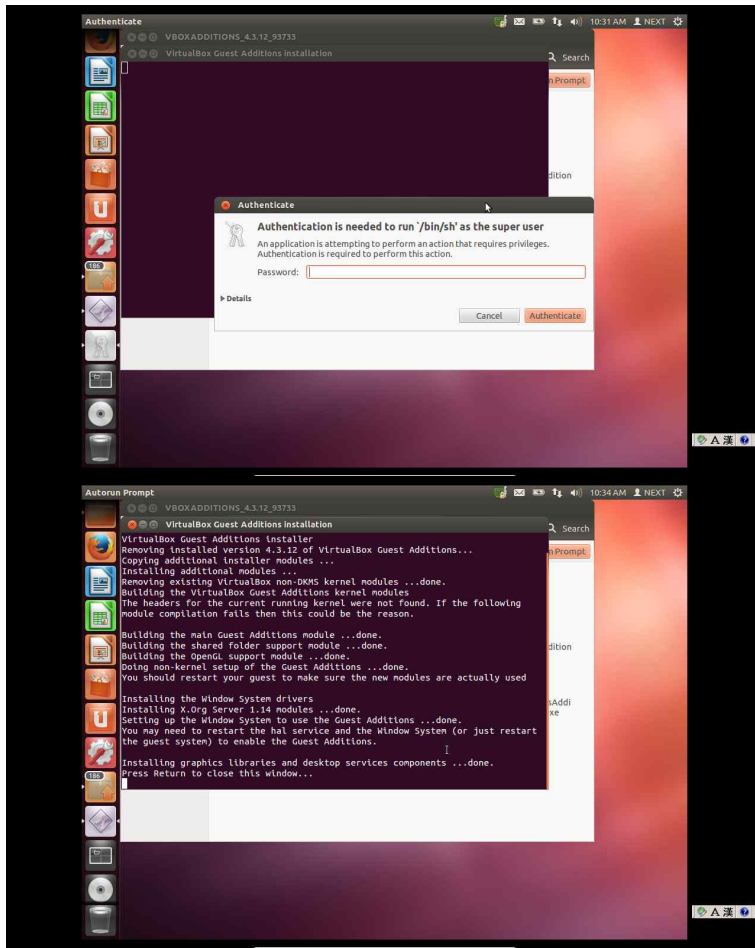 Authenticate
10:31 AM
NEXT
VBOXADDITIONS_4.3.12_93733
VirtualBox Guest Additions installation
Search
n Prompt
dition
Authenticate
Authentication is needed to run `/bin/sh' as the super user
An application is attempting to perform an action that requires privileges.
Authentication is required to perform this action.
Password:
Details
Cancel
Authenticate
186
A 漢
Autorun Prompt
10:34 AM
NEXT
VBOXADDITIONS_4.3.12_93733
VirtualBox Guest Additions installation
Search
n Prompt
VirtualBox Guest Additions installer
Removing installed version 4.3.12 of VirtualBox Guest Additions...
Copying additional installer modules ...
Installing additional modules ...
Removing existing VirtualBox non-DKMS kernel modules ...done.
Building the VirtualBox Guest Additions kernel modules
The headers for the current running kernel were not found. If the following
module compilation fails then this could be the reason.
Building the main Guest Additions module ...done.
Building the shared folder support module ...done.
Building the OpenGL support module ...done.
Doing non-kernel setup of the Guest Additions ...done.
You should restart your guest to make sure the new modules are actually used
Installing the Window System drivers
Installing X.Org Server 1.14 modules ...done.
Setting up the Window System to use the Guest Additions ...done.
You may need to restart the hal service and the Window System (or just restart
the guest system) to enable the Guest Additions.
Installing graphics libraries and desktop services components ...done.
Press Return to close this window...
dition
sAddi
xe
186
A 漢